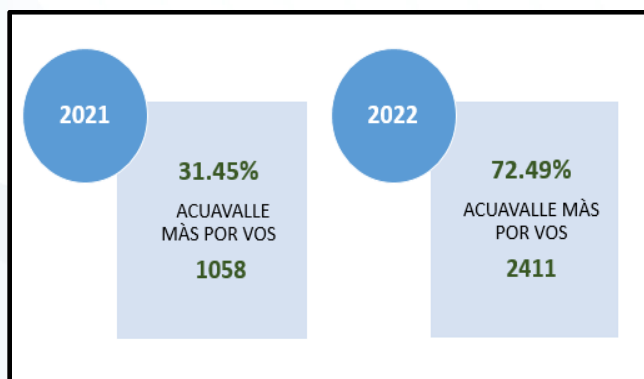 2021
31.45%
ACUAVALLE
MÀS POR VOS
1058
2022
72.49%
ACUAVALLE MÀS
POR VOS
2411